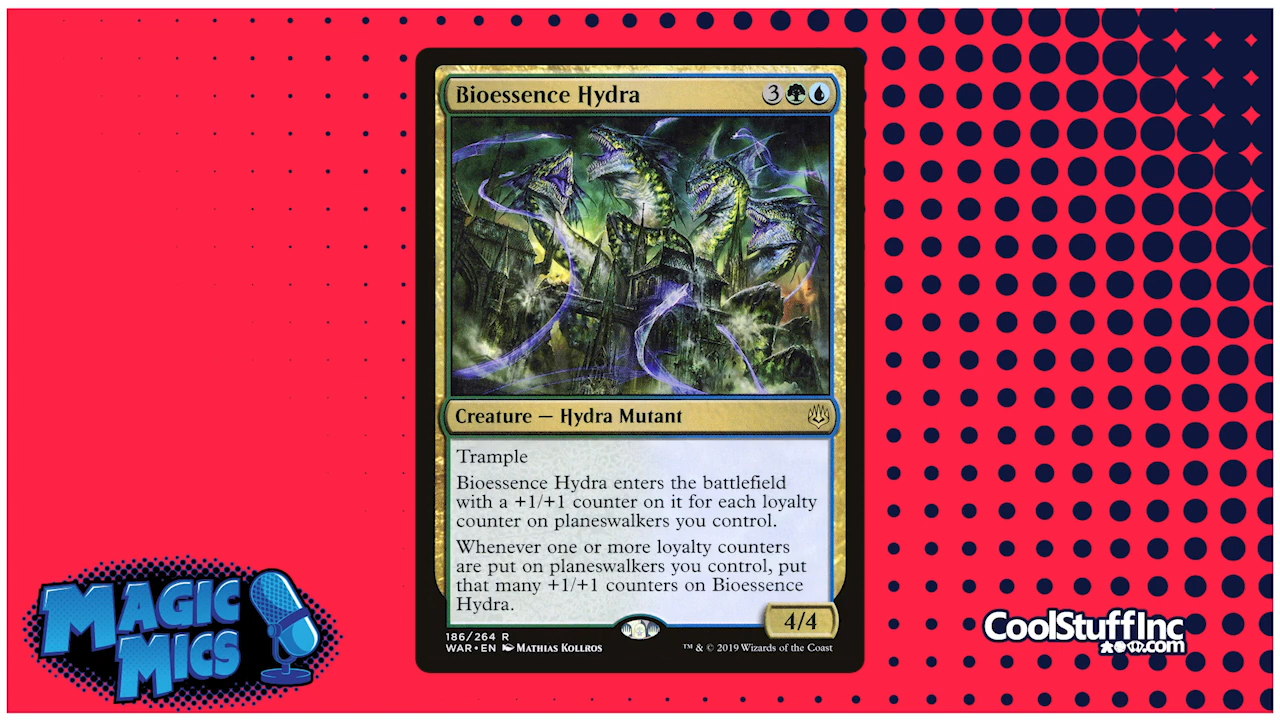 Bioessence Hydra
3
Creature — Hydra Mutant
Trample
Bioessence Hydra enters the battlefield
with a +1/+1 counter on it for each loyalty
counter on planeswalkers you control.
Whenever one or more loyalty counters
are put on planeswalkers you control, put
that many +1/+1 counters on Bioessence
Hydra.
4/4
186/264 R
WAR • EN Mathias Kollros
™ & © 2019 Wizards of the Coast
MAGIC
MICS
CoolStuffInc
.com